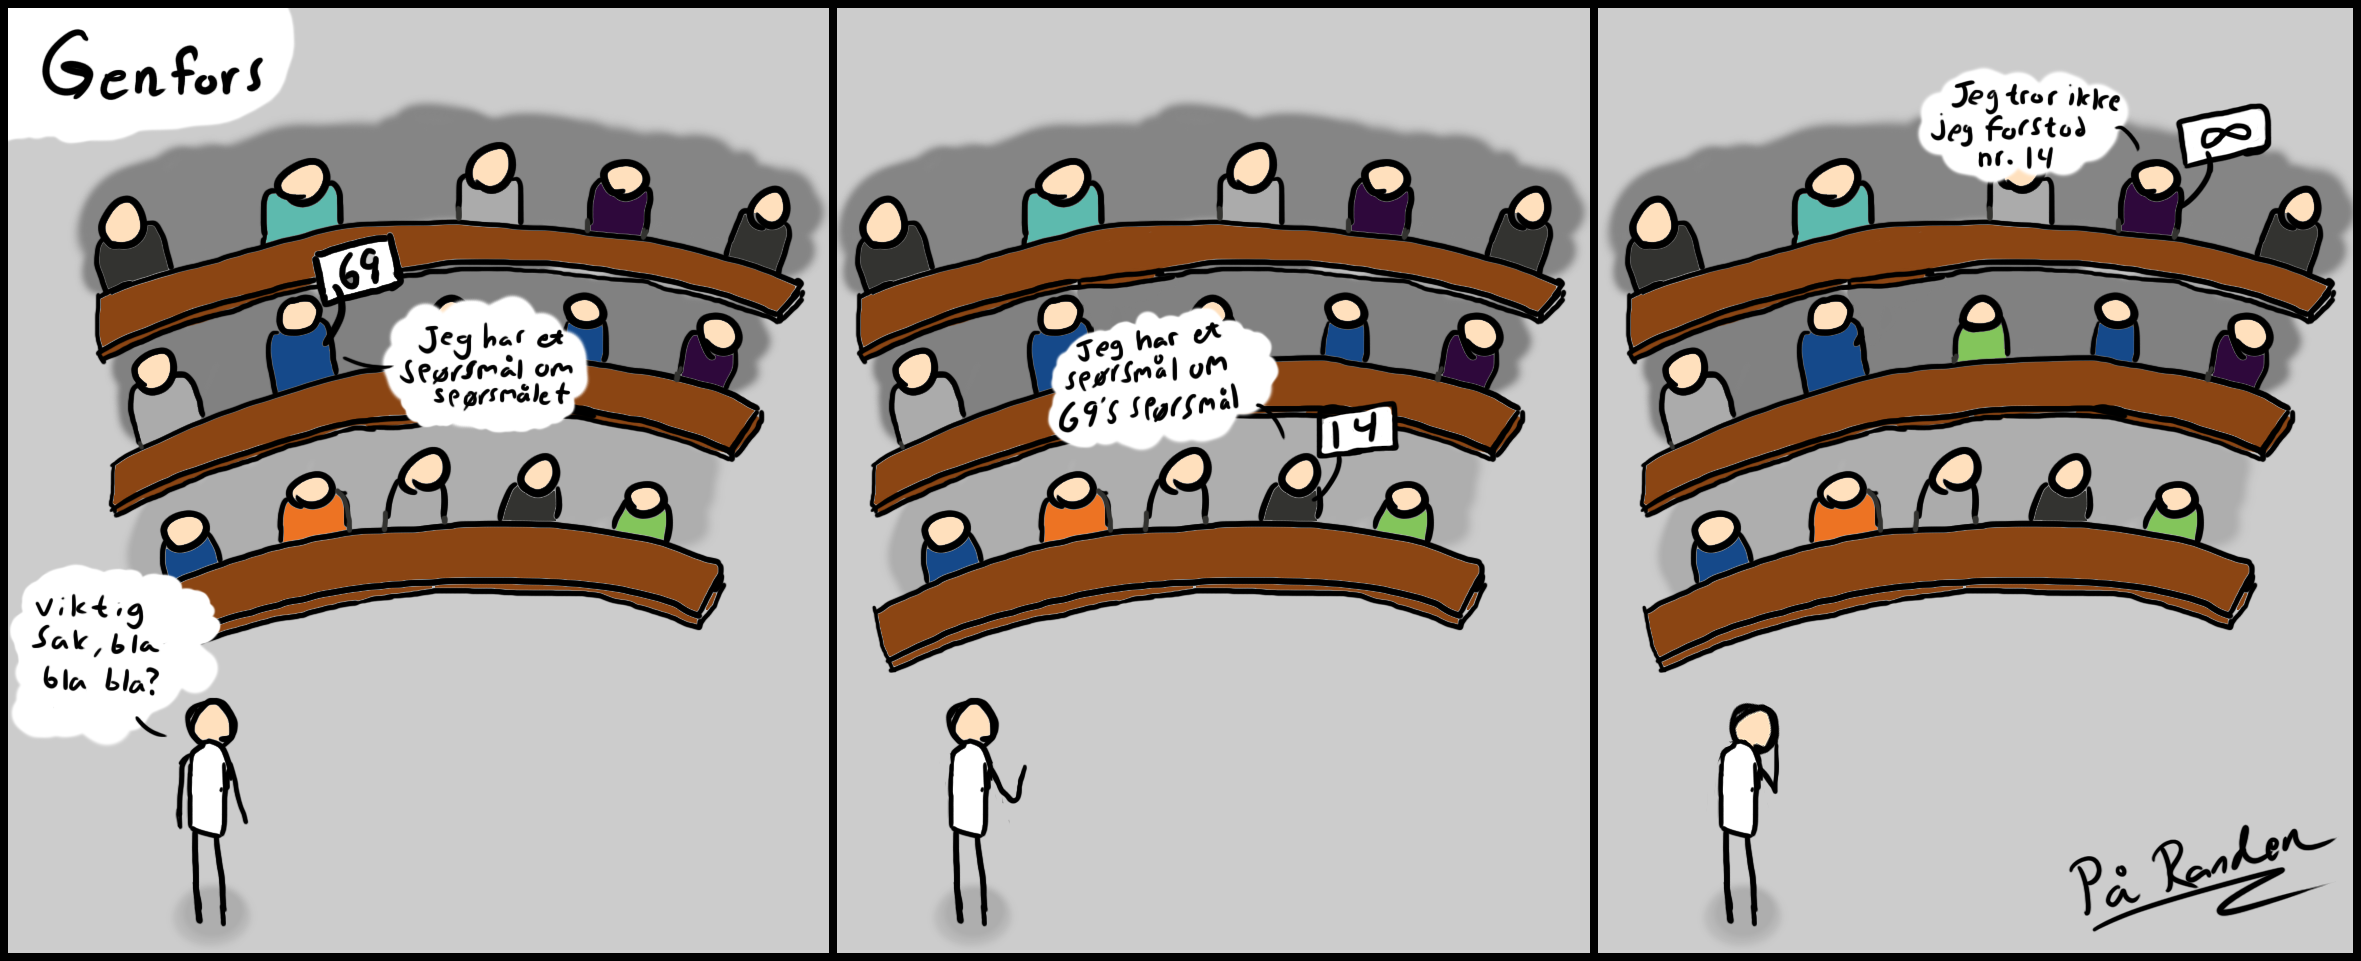 Genfors
69
Jeg har et
spørsmål om
spørsmålet
Viktig
sak, bla
bla bla?
Jeg har et
spørsmål om
69's spørsmål
14
Jeg tror ikke
jeg forstod
nr. 14
∞
På Randen